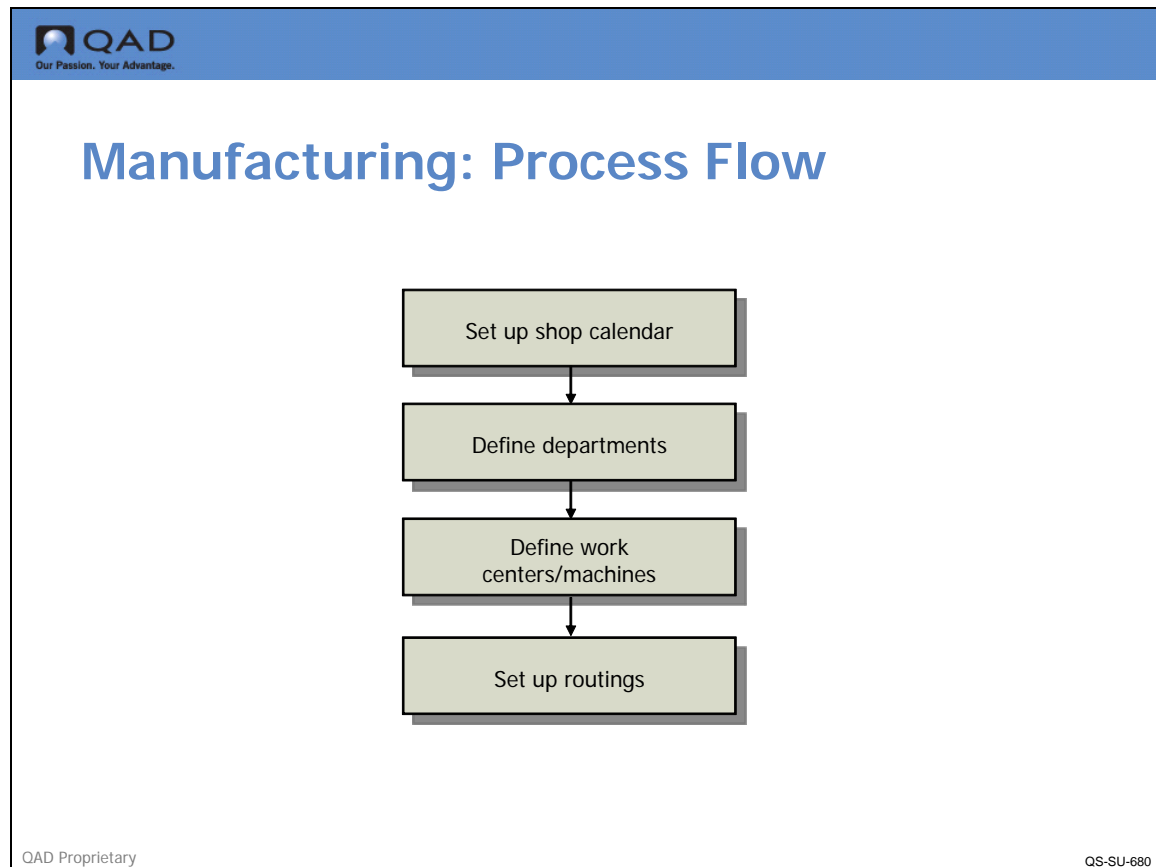 QAD
Our Passion. Your Advantage.
Manufacturing: Process Flow
Set up shop calendar
Define departments
Define work
centers/machines
Set up routings
QAD Proprietary
QS-SU-680